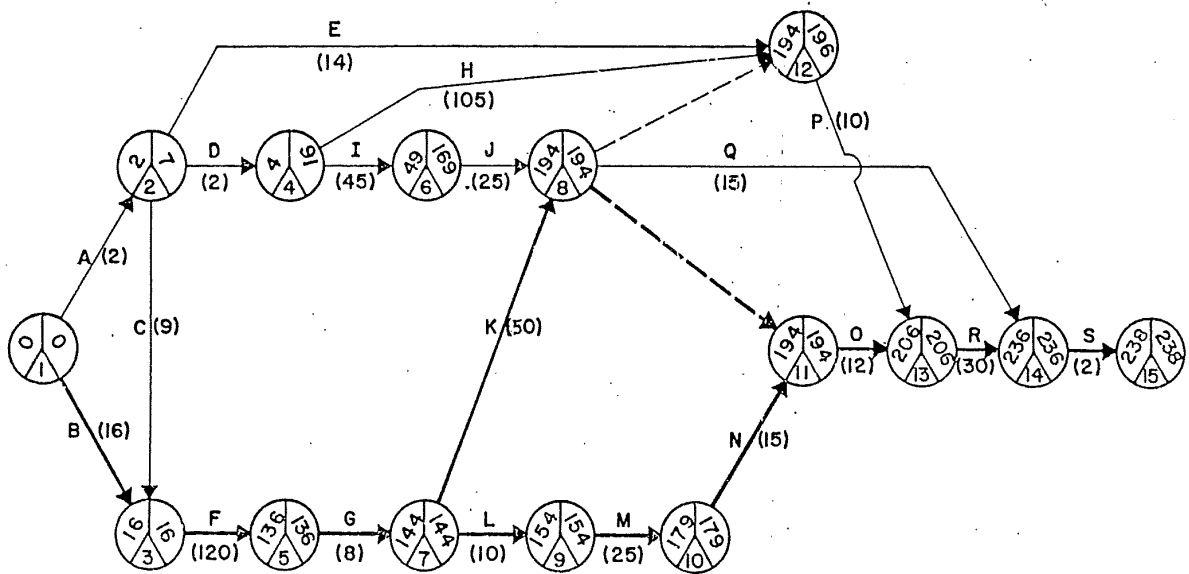 E
(14)
194 196
12
H
(105)
P (10)
2 7
2
D
(2)
4 91
4
I
(45)
49 169
6
J
(25)
194 194
8
Q
(15)
A (2)
C (9)
K (50)
0 0
1
B (16)
194 194
11
O
(12)
206 206
13
R
(30)
236 236
14
S
(2)
238 238
15
N (15)
16 16
3
F
(120)
136 136
5
G
(8)
144 144
7
L
(10)
154 154
9
M
(25)
179 179
10